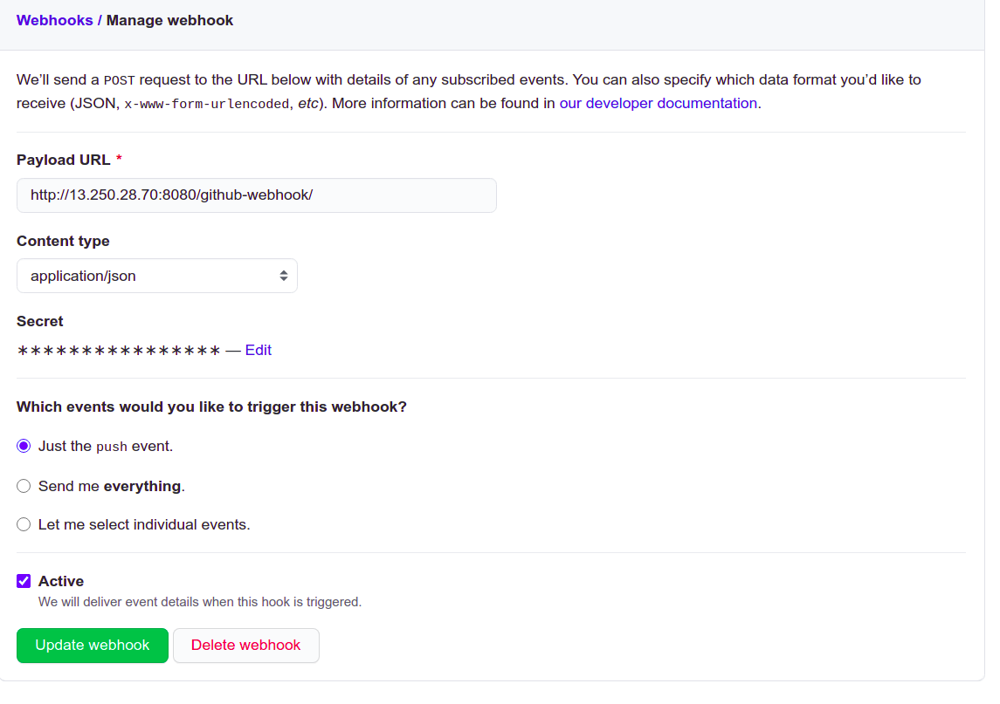 Webhooks / Manage webhook
We’ll send a POST request to the URL below with details of any subscribed events. You can also specify which data format you’d like to
receive (JSON, x-www-form-urlencoded, etc). More information can be found in our developer documentation.
Payload URL *
http://13.250.28.70:8080/github-webhook/
Content type
application/json
Secret
∗∗∗∗∗∗∗∗∗∗∗∗∗∗∗∗ — Edit
Which events would you like to trigger this webhook?
Just the push event.
Send me everything.
Let me select individual events.
Active
We will deliver event details when this hook is triggered.
Update webhook Delete webhook